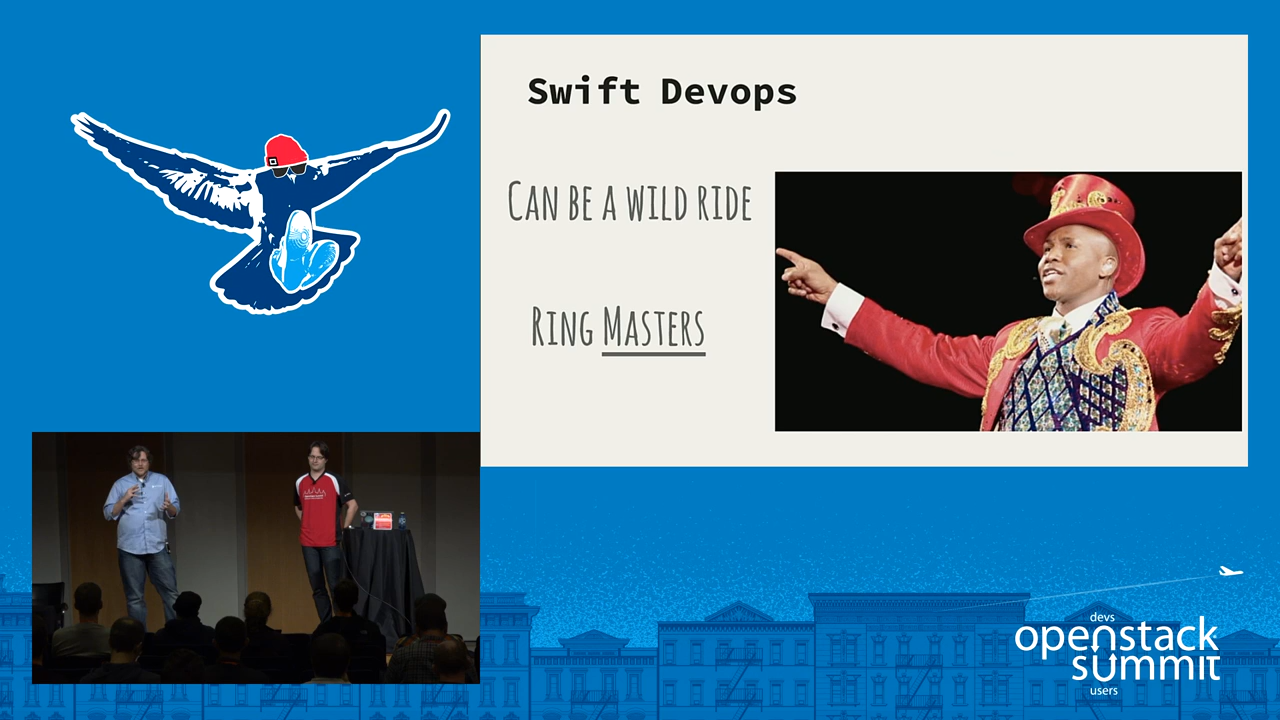 Swift Devops
CAN BE A WILD RIDE
RING MASTERS
devs
openstack
summit
users